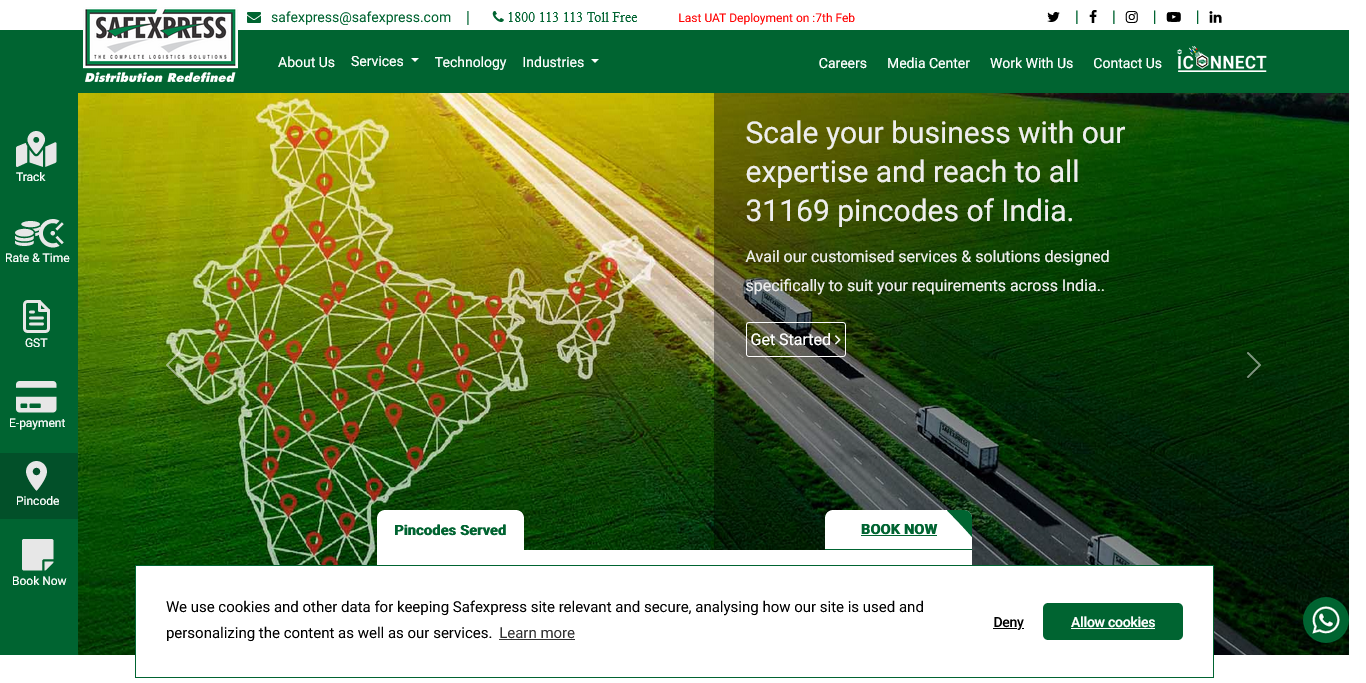 safexpress@safexpress.com | 1800 113 113 Toll Free Last UAT Deployment on :7th Feb
SAFEXPRESS
THE COMPLETE LOGISTICS SOLUTIONS
Distribution Redefined
About Us Services Technology Industries Careers Media Center Work With Us Contact Us iCONNECT
Track
Rate & Time
GST
E-payment
Pincode
Book Now
Scale your business with our
expertise and reach to all
31169 pincodes of India.
Avail our customised services & solutions designed
specifically to suit your requirements across India..
Get Started ›
SAFEXPRESS
SAFEXPRESS
Pincodes Served BOOK NOW
We use cookies and other data for keeping Safexpress site relevant and secure, analysing how our site is used and
personalizing the content as well as our services. Learn more
Deny Allow cookies